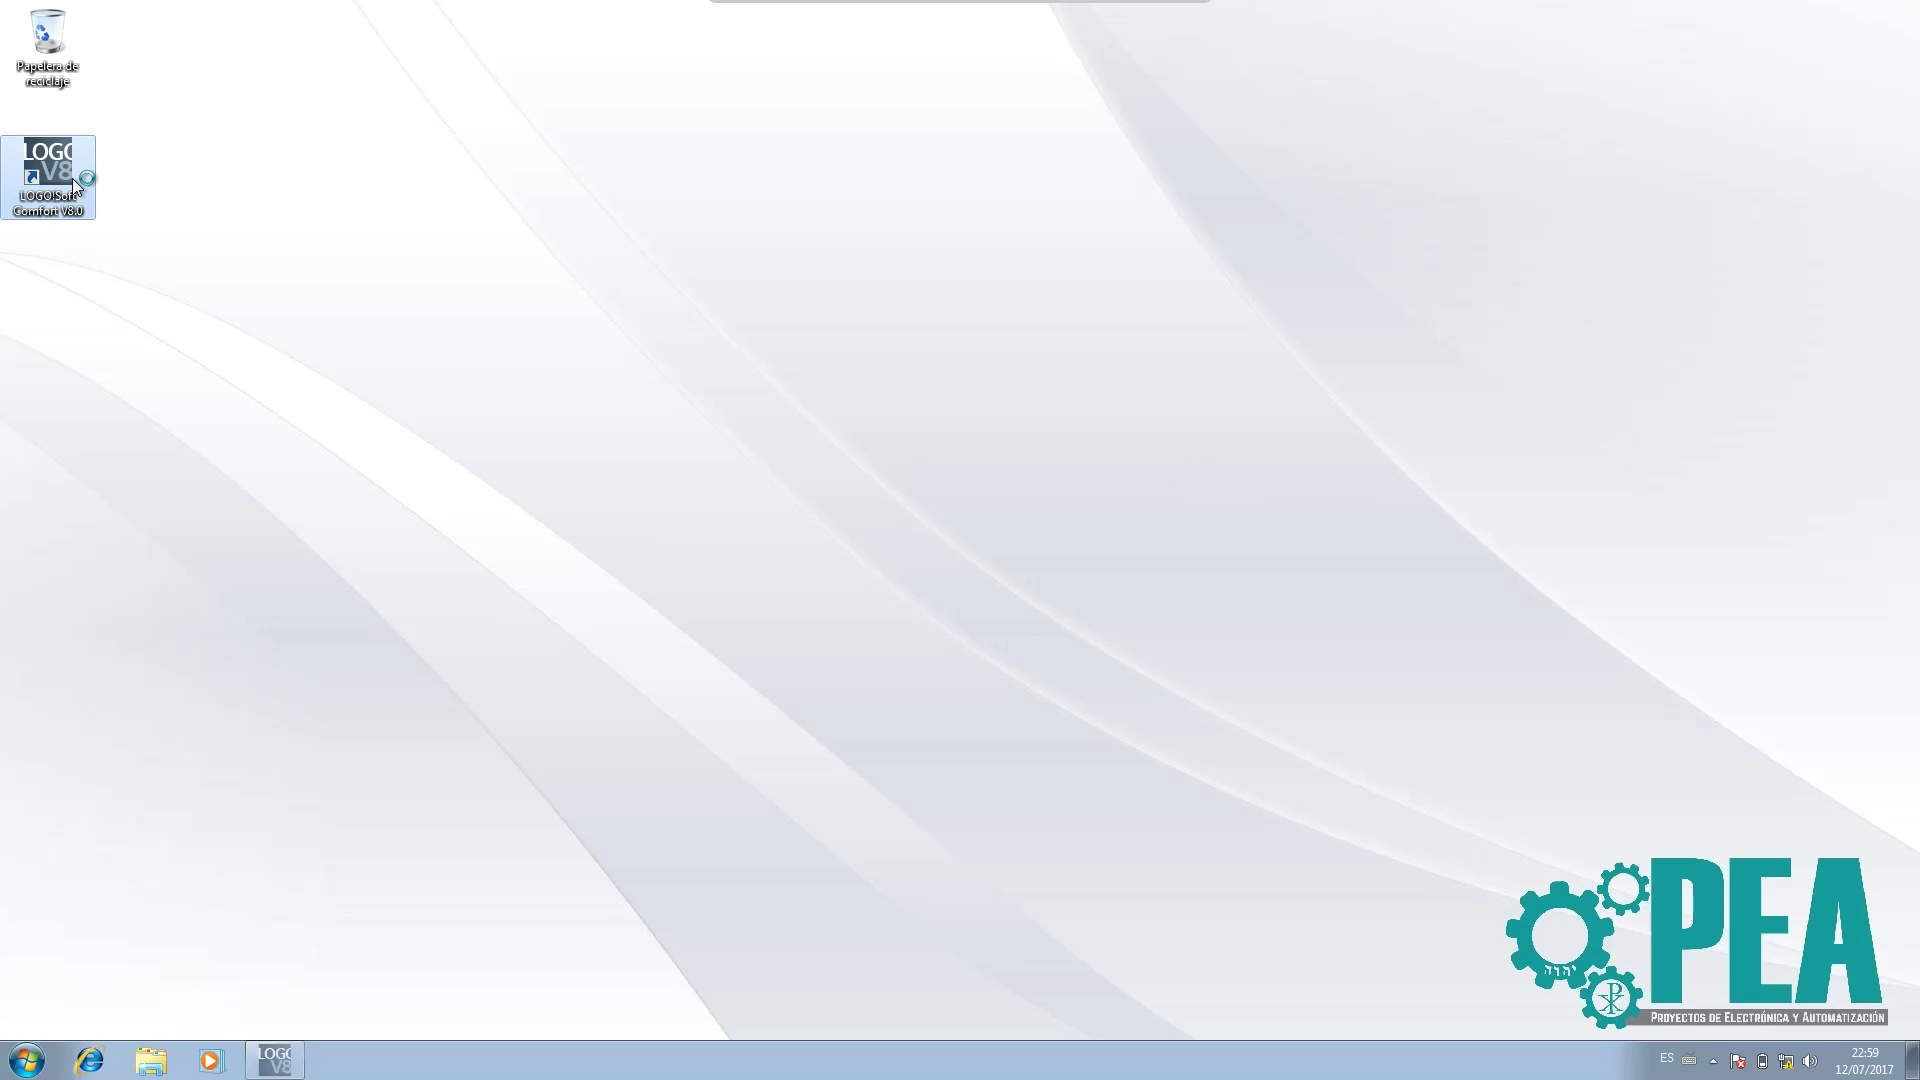 Papelera de
reciclaje
LOGO
V8
LOGO!Soft
Comfort V8.0
PEA
PROYECTOS DE ELECTRÓNICA Y AUTOMATIZACIÓN
LOGO
V8
ES
22:59
12/07/2017